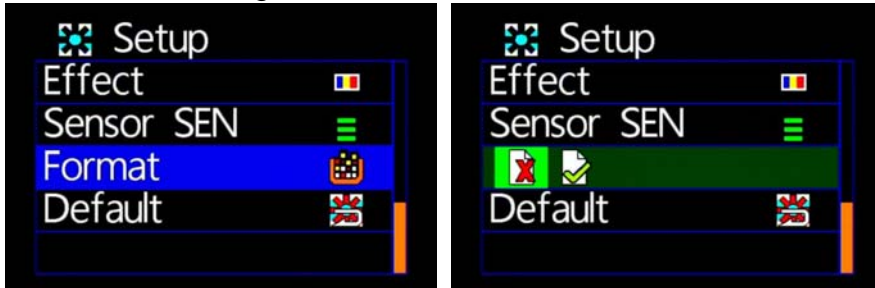 Setup
Effect
Sensor SEN
Format
Default
Setup
Effect
Sensor SEN
Default